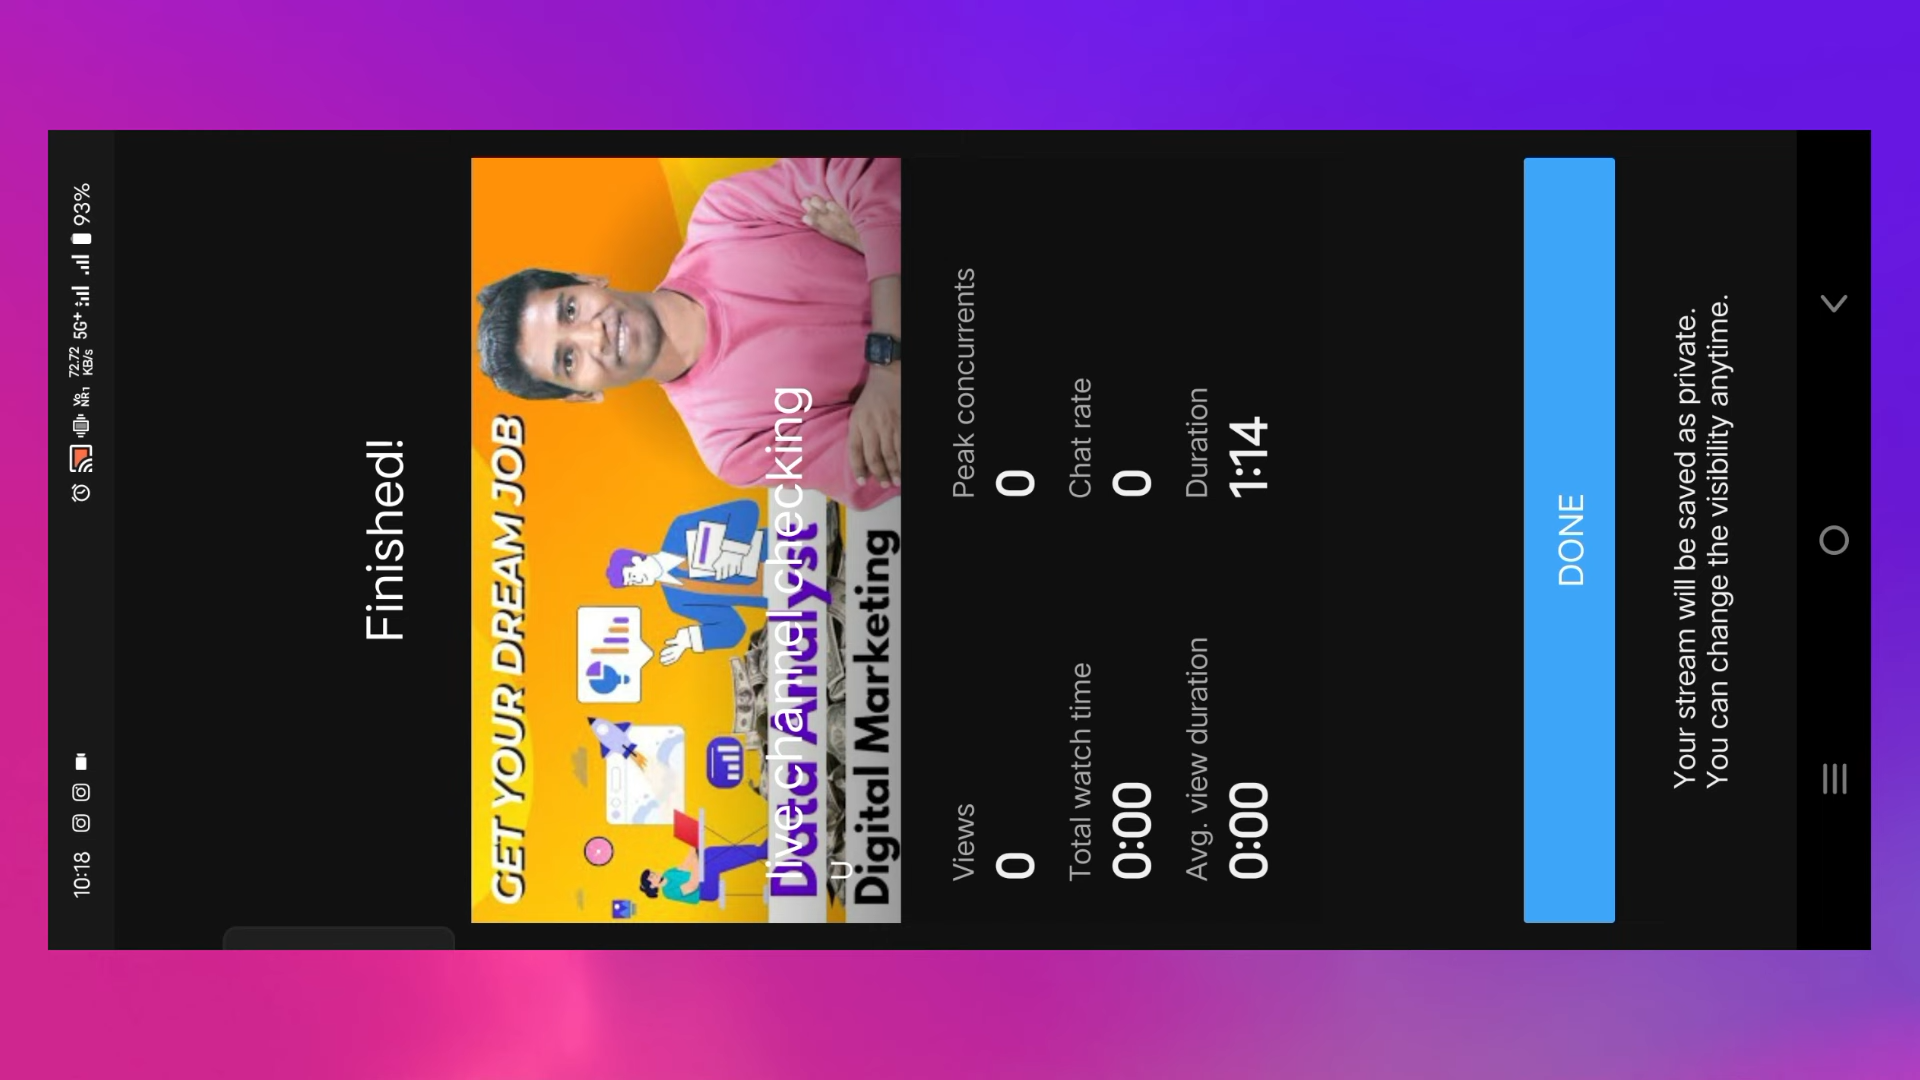 10:18
72.72 KB/s 5G+ 93%
Finished!
GET YOUR DREAM JOB
Data Analyst
live channel checking
Digital Marketing
Views
0
Peak concurrents
0
Total watch time
0:00
Chat rate
0
Avg. view duration
0:00
Duration
1:14
DONE
Your stream will be saved as private.
You can change the visibility anytime.